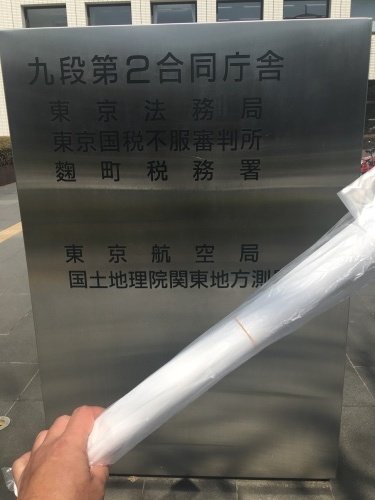 九段第2合同庁舎
東京法務局
東京国税不服審判所
麹町税務署
東京航空局
国土地理院関東地方測